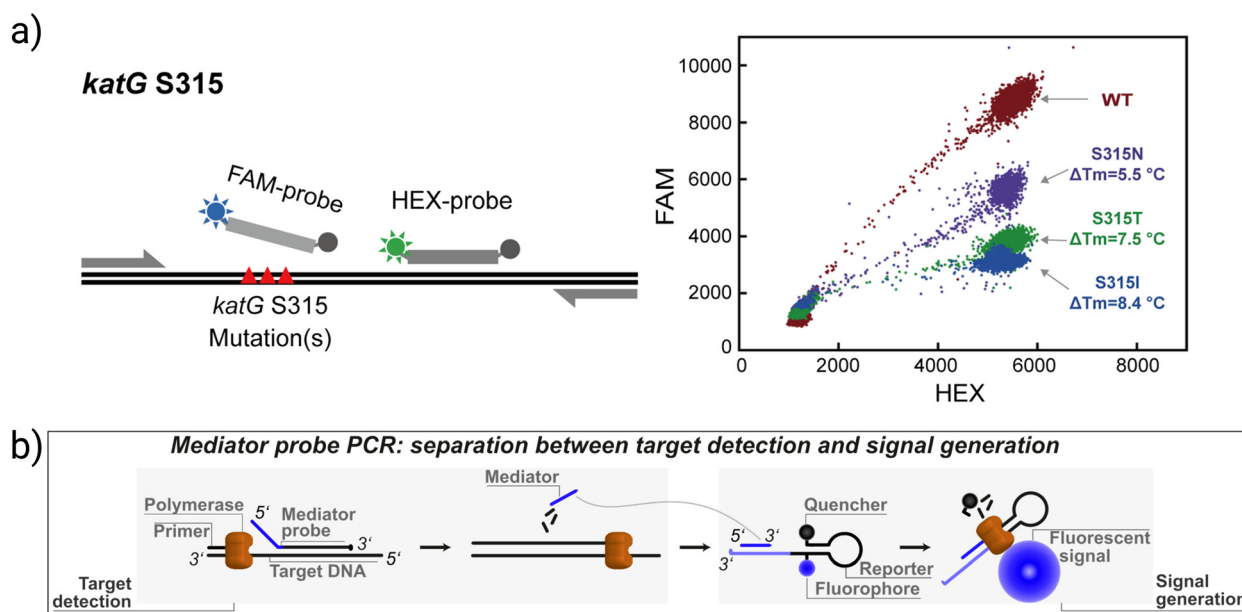 a)
katG S315
FAM-probe
HEX-probe
katG S315
Mutation(s)
FAM
10000
8000
6000
4000
2000
0
0
2000
4000
6000
8000
HEX
WT
S315N
ΔTm=5.5 °C
S315T
ΔTm=7.5 °C
S315I
ΔTm=8.4 °C
b)
Mediator probe PCR: separation between target detection and signal generation
Polymerase
Primer
3'
5'
Mediator
probe
3'
5'
Target DNA
Target
detection
Mediator
Quencher
5'
3'
3'
Reporter
Fluorophore
Fluorescent
signal
Signal
generation